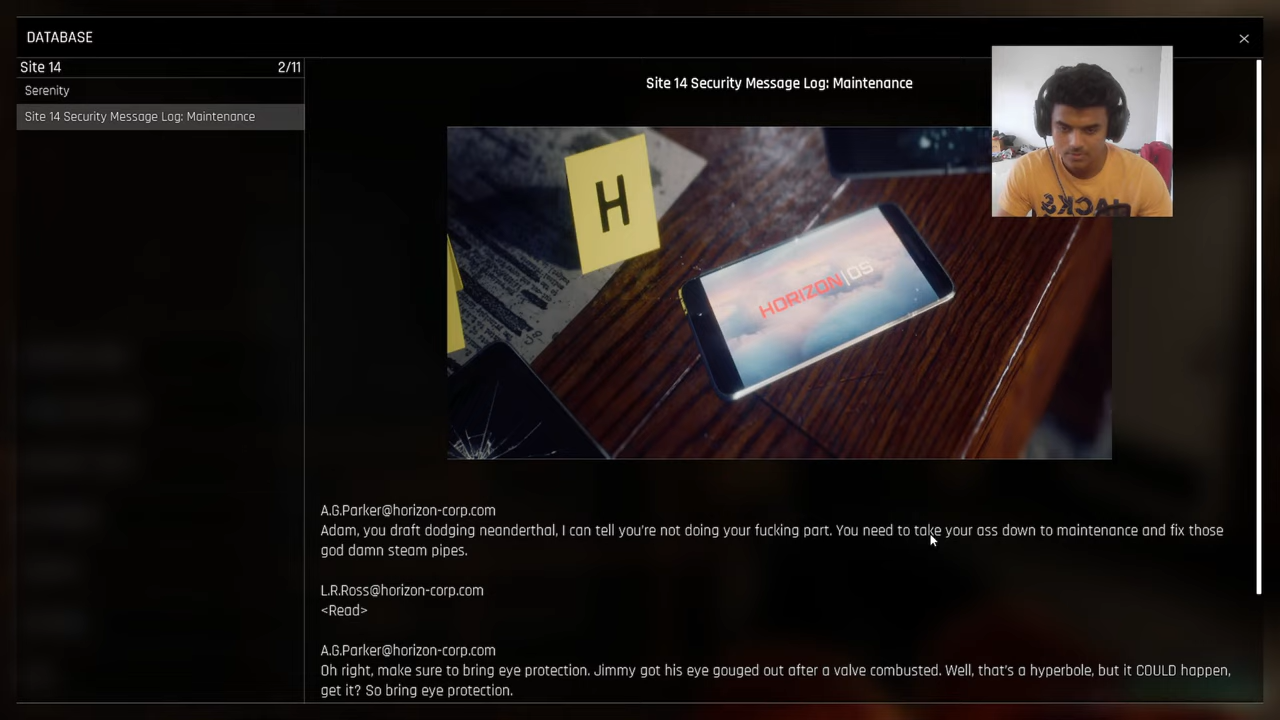 DATABASE
Site 14 2/11
Serenity
Site 14 Security Message Log: Maintenance
Site 14 Security Message Log: Maintenance
H
HORIZON|OS
JACKS
A.G.Parker@horizon-corp.com
Adam, you draft dodging neanderthal, I can tell you're not doing your fucking part. You need to take your ass down to maintenance and fix those
god damn steam pipes.
L.R.Ross@horizon-corp.com
<Read>
A.G.Parker@horizon-corp.com
Oh right, make sure to bring eye protection. Jimmy got his eye gouged out after a valve combusted. Well, that's a hyperbole, but it COULD happen,
get it? So bring eye protection.